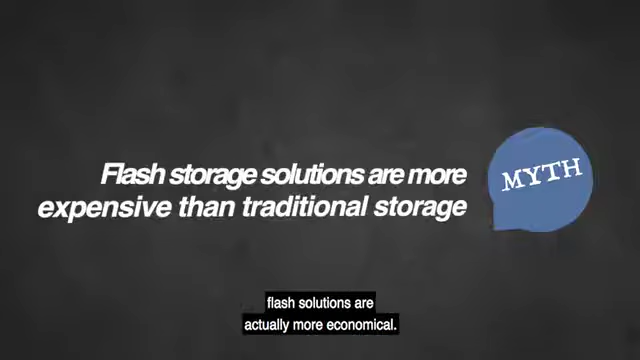 Flash storage solutions are more
expensive than traditional storage
MYTH
flash solutions are
actually more economical.